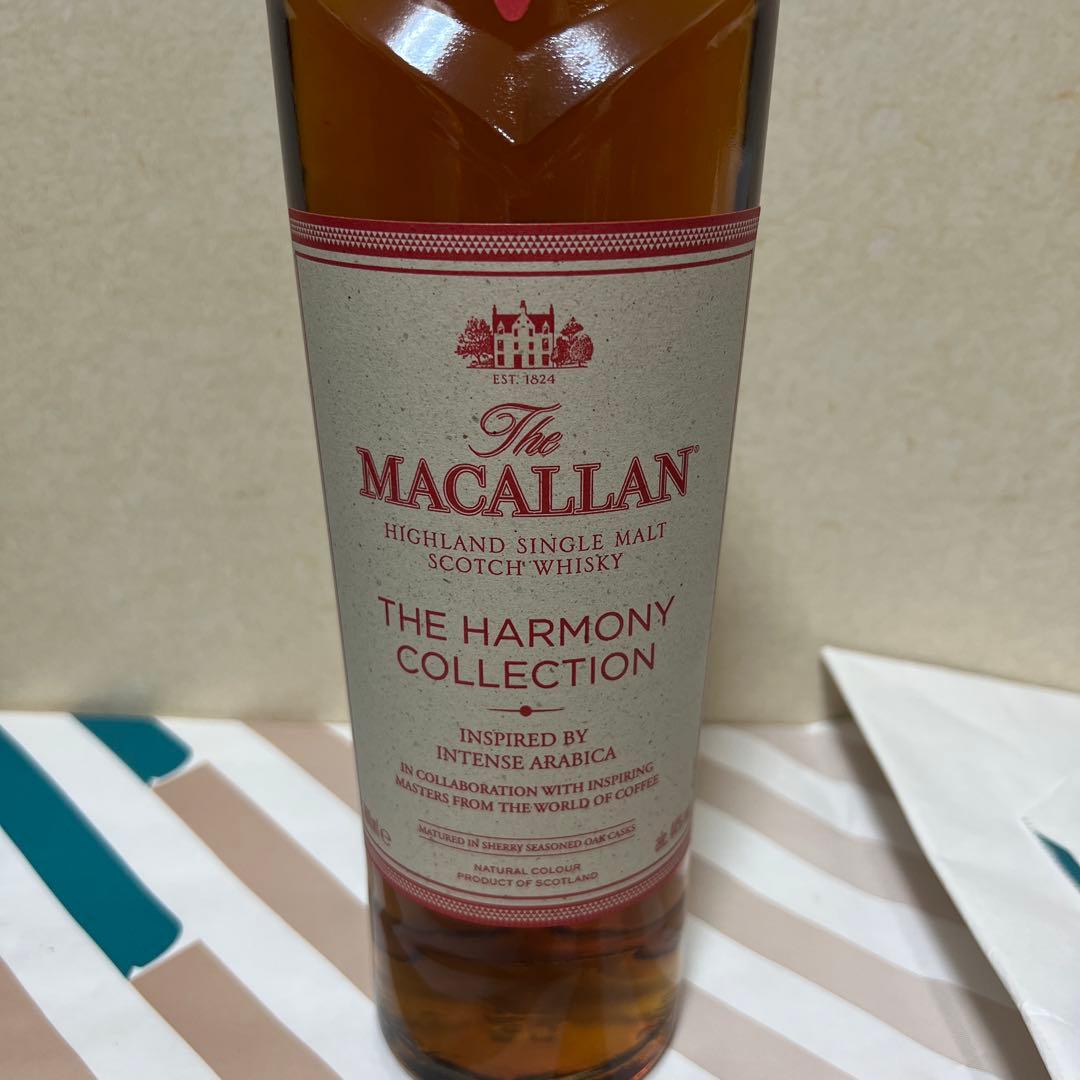 EST. 1824
The
MACALLAN®
HIGHLAND SINGLE MALT
SCOTCH WHISKY
THE HARMONY
COLLECTION
INSPIRED BY
INTENSE ARABICA
IN COLLABORATION WITH INSPIRING
MASTERS FROM THE WORLD OF COFFEE
MATURED IN SHERRY SEASONED OAK CASKS
NATURAL COLOUR
PRODUCT OF SCOTLAND